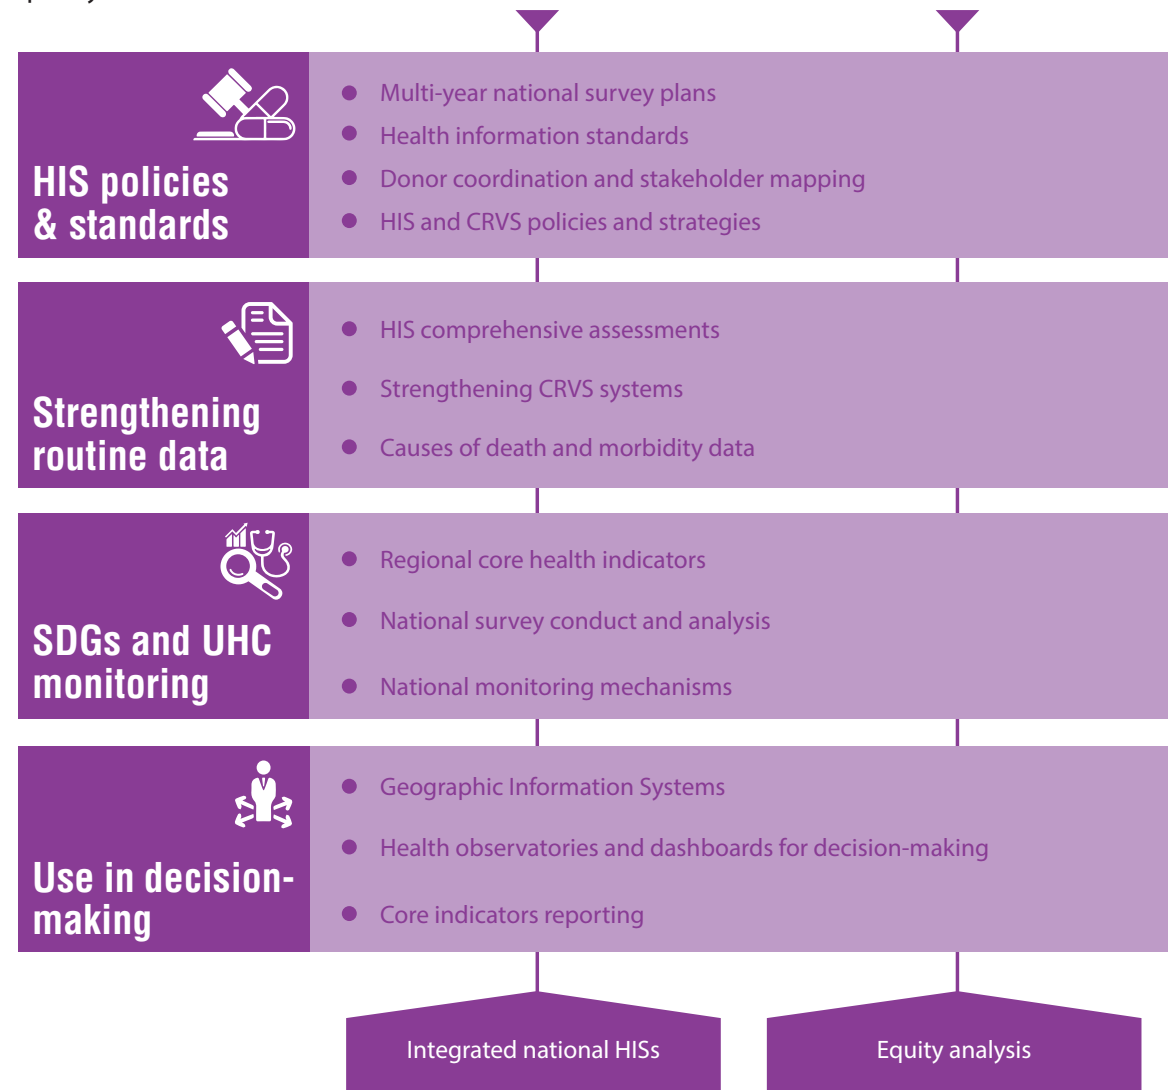 HIS policies
& standards
Multi-year national survey plans
Health information standards
Donor coordination and stakeholder mapping
HIS and CRVS policies and strategies
Strengthening
routine data
HIS comprehensive assessments
Strengthening CRVS systems
Causes of death and morbidity data
SDGs and UHC
monitoring
Regional core health indicators
National survey conduct and analysis
National monitoring mechanisms
Use in decision-
making
Geographic Information Systems
Health observatories and dashboards for decision-making
Core indicators reporting
Integrated national HISs
Equity analysis